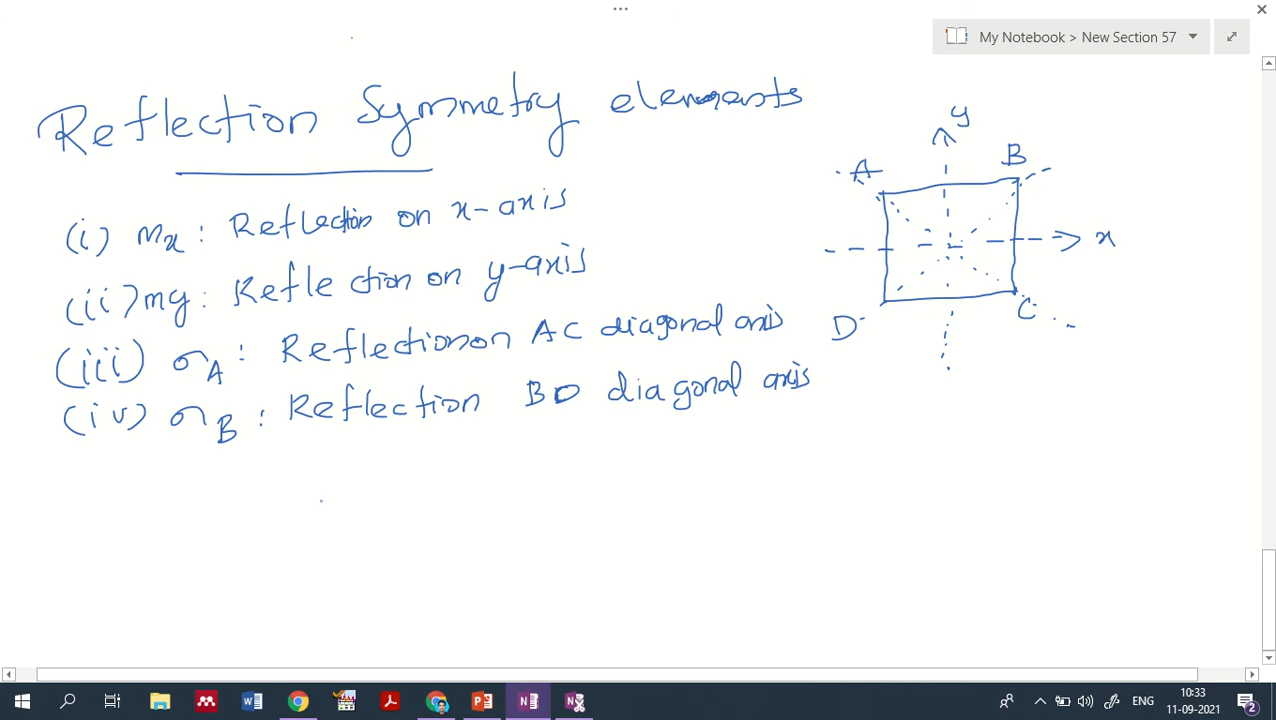 My Notebook > New Section 57
Reflection Symmetry elements
(i) mx : Reflection on x-axis
(ii) my : Reflection on y-axis
(iii) σA : Reflection on AC diagonal axis
(iv) σB : Reflection BD diagonal axis
y
A B
x
D C
ENG
10:33
11-09-2021
2